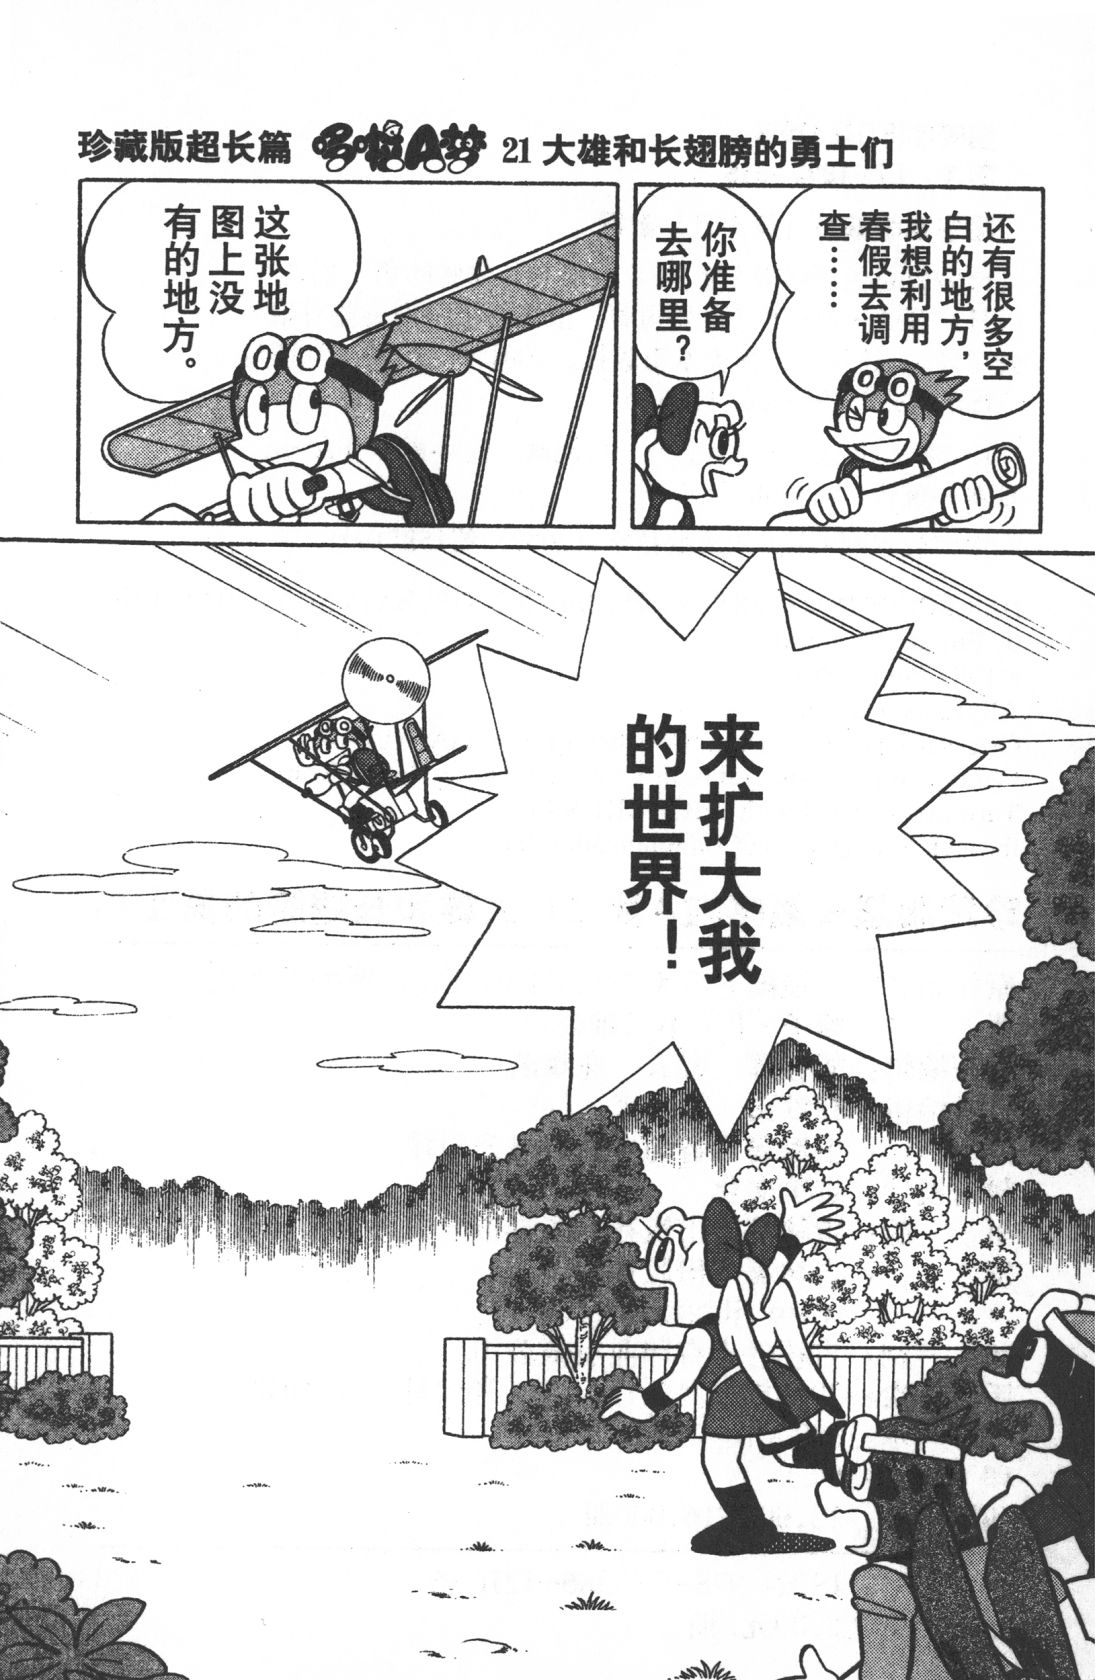 珍藏版超长篇 哆啦A梦 21 大雄和长翅膀的勇士们
还有很多空
白的地方，
我想利用
春假去调
查……
你准备
去哪里？
这张地
图上没
有的地方。
来扩大我
的世界！